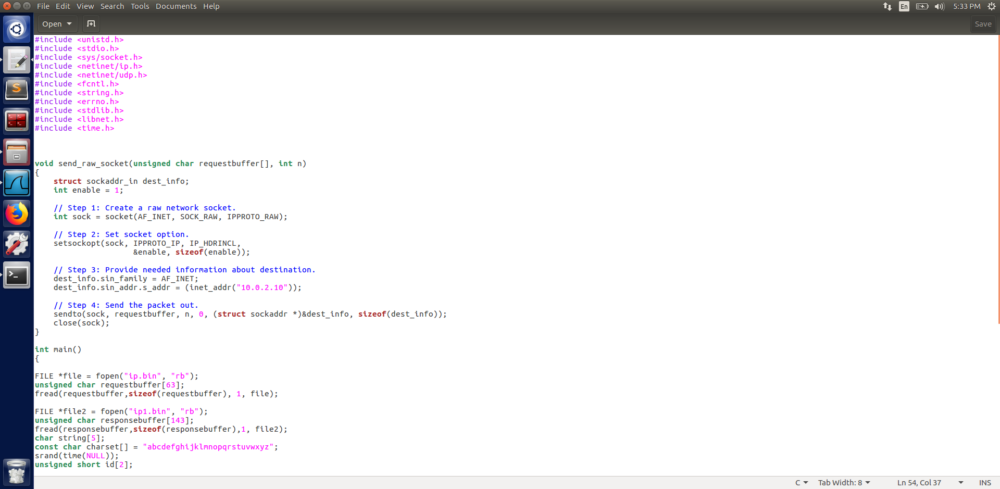 File Edit View Search Tools Documents Help En 5:33 PM
Open Save
#include <unistd.h>
#include <stdio.h>
#include <sys/socket.h>
#include <netinet/ip.h>
#include <netinet/udp.h>
#include <fcntl.h>
#include <string.h>
#include <errno.h>
#include <stdlib.h>
#include <libnet.h>
#include <time.h>
void send_raw_socket(unsigned char requestbuffer[], int n)
{
    struct sockaddr_in dest_info;
    int enable = 1;
    // Step 1: Create a raw network socket.
    int sock = socket(AF_INET, SOCK_RAW, IPPROTO_RAW);
    // Step 2: Set socket option.
    setsockopt(sock, IPPROTO_IP, IP_HDRINCL,
                     &enable, sizeof(enable));
    // Step 3: Provide needed information about destination.
    dest_info.sin_family = AF_INET;
    dest_info.sin_addr.s_addr = (inet_addr("10.0.2.10"));
    // Step 4: Send the packet out.
    sendto(sock, requestbuffer, n, 0, (struct sockaddr *)&dest_info, sizeof(dest_info));
    close(sock);
}
int main()
{
FILE *file = fopen("ip.bin", "rb");
unsigned char requestbuffer[63];
fread(requestbuffer,sizeof(requestbuffer), 1, file);
FILE *file2 = fopen("ip1.bin", "rb");
unsigned char responsebuffer[143];
fread(responsebuffer,sizeof(responsebuffer),1, file2);
char string[5];
const char charset[] = "abcdefghijklmnopqrstuvwxyz";
srand(time(NULL));
unsigned short id[2];
C Tab Width: 8 Ln 54, Col 37 INS